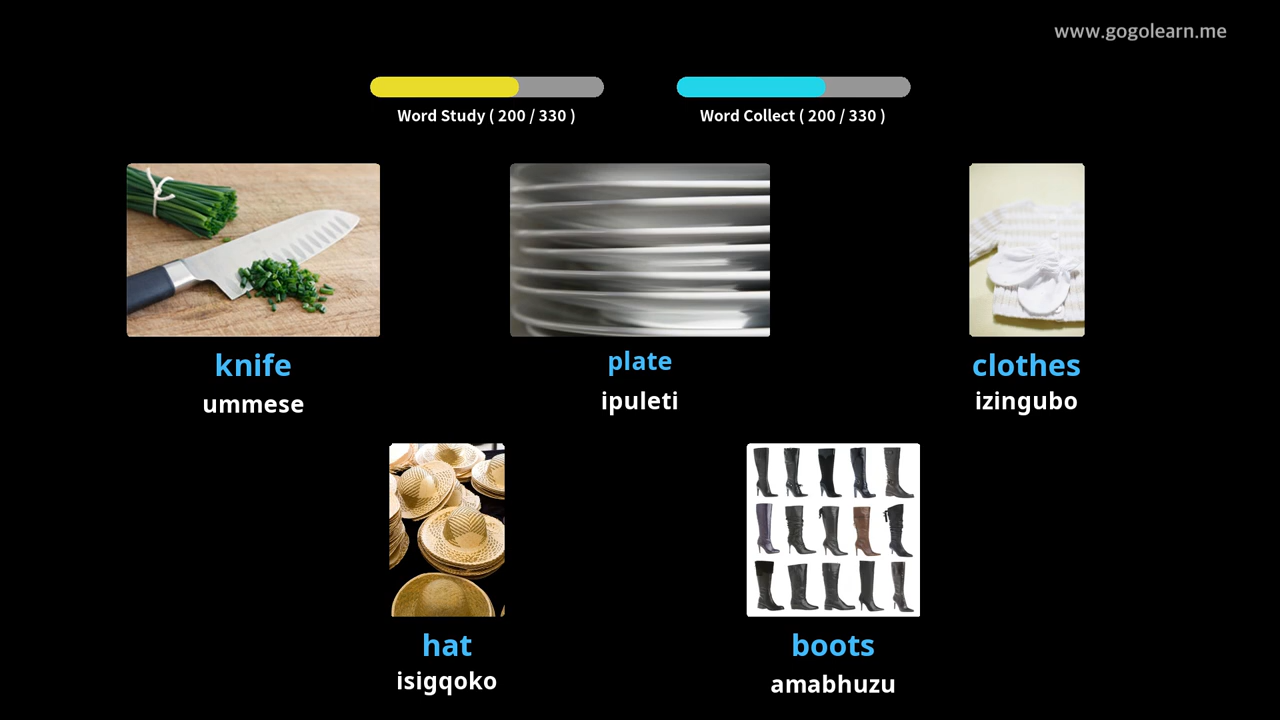 www.gogolearn.me
Word Study ( 200 / 330 )
Word Collect ( 200 / 330 )
knife
ummese
plate
ipuleti
clothes
izingubo
hat
isigqoko
boots
amabhuzu